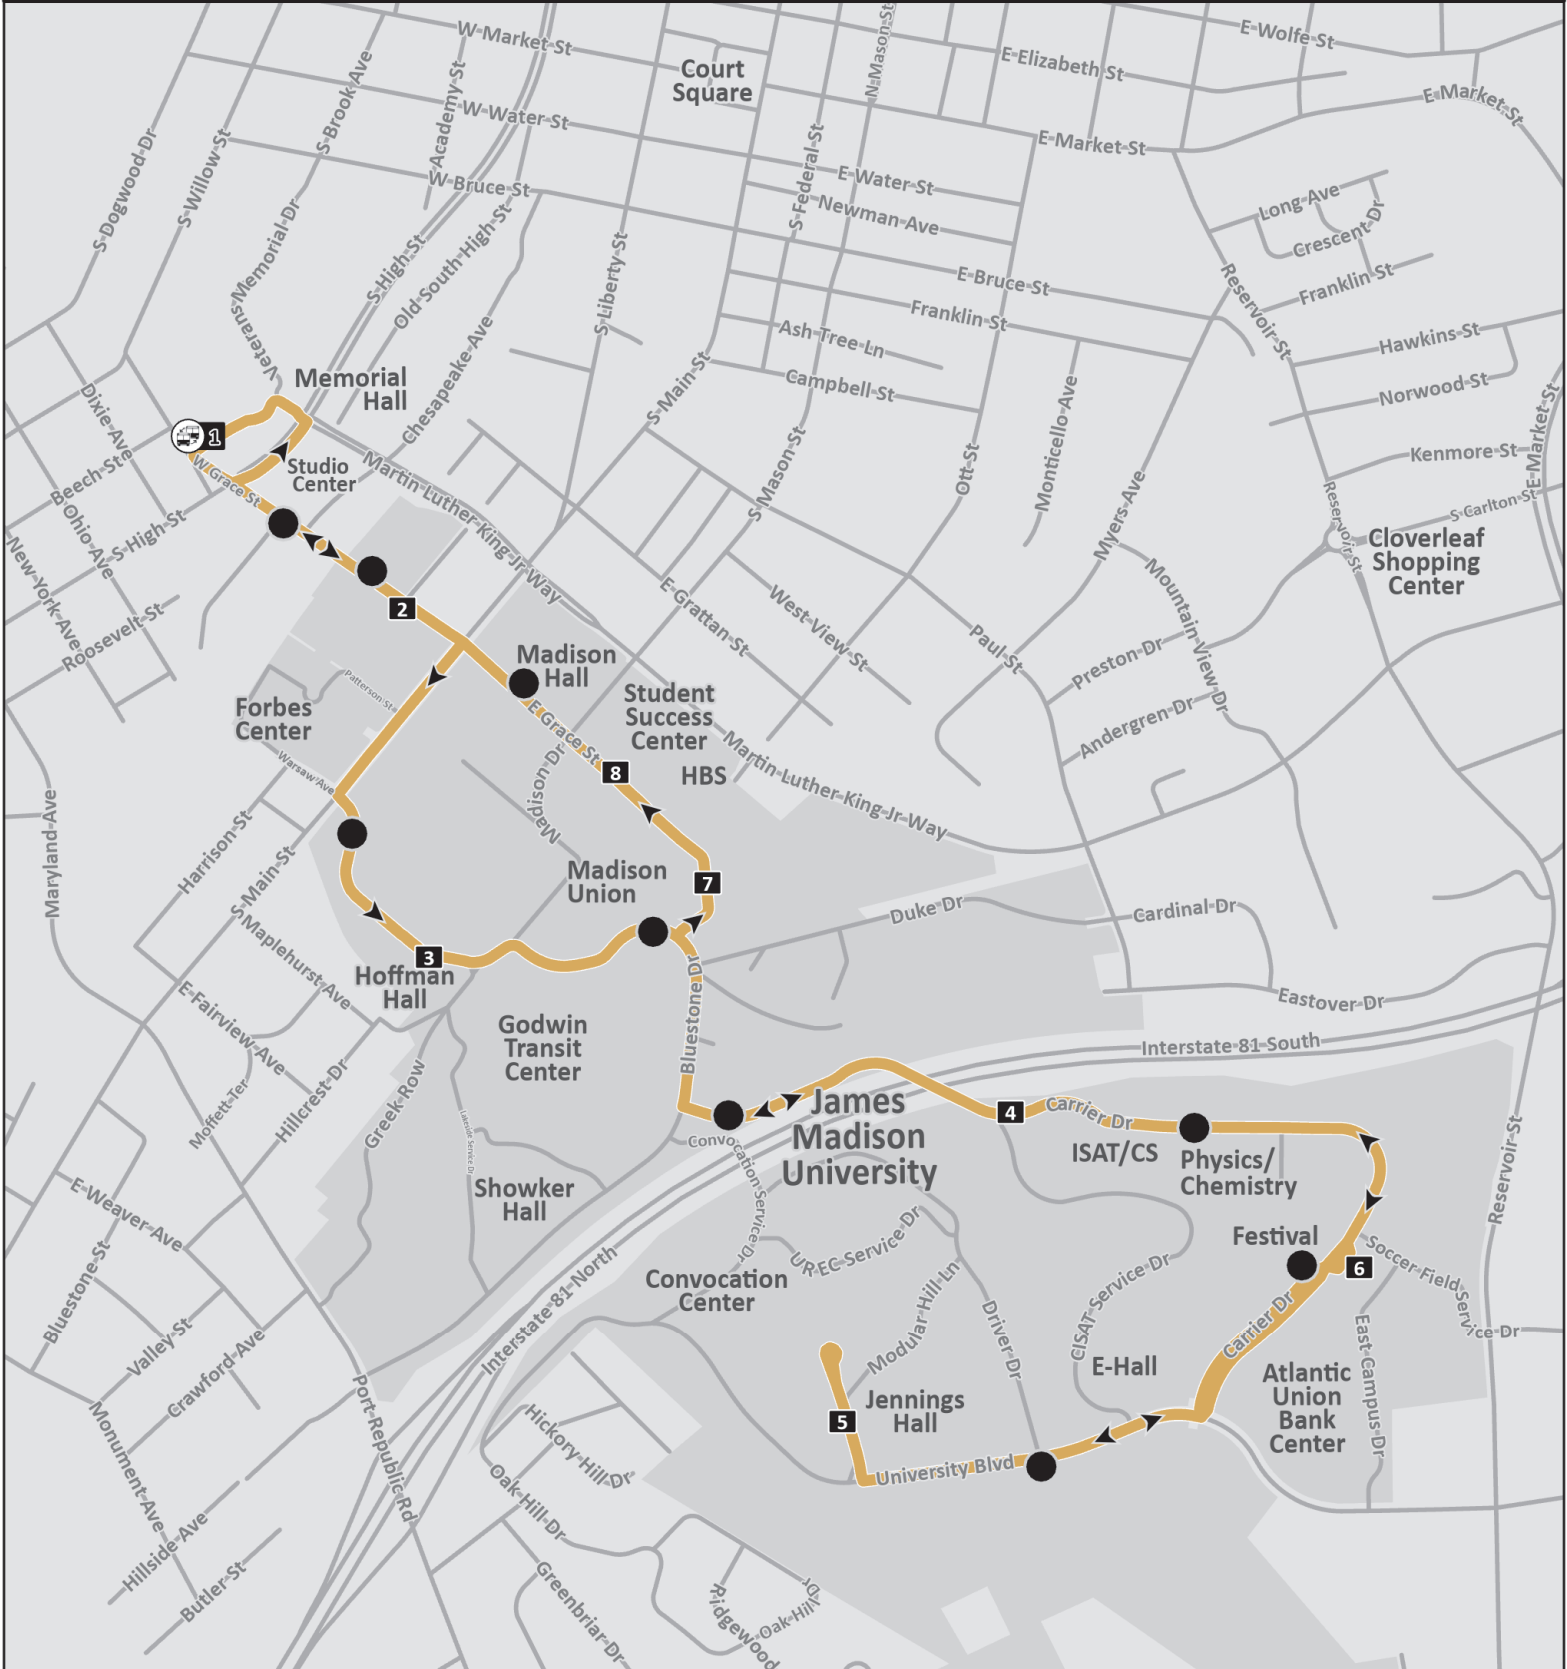 W Market St
Court
Square
N Mason St
E Elizabeth St
E Wolfe St
E Market St
S Dogwood Dr
S Willow St
S Brook Ave
Academy St
W Water St
W Bruce St
E Market St
E Water St
Newman Ave
S Federal St
Long Ave
Crescent Dr
Franklin St
Veterans Memorial Dr
S High St
Old South High St
Chesapeake Ave
S Liberty St
E Bruce St
Franklin St
Reservoir St
Hawkins St
Norwood St
Kenmore St
S Carlton St
E Market St
Ash Tree Ln
Campbell St
S Main St
S Mason St
Ott St
Monticello Ave
Myers Ave
Memorial
Hall
1
Studio
Center
W Grace St
Dixie Ave
Beech St
Ohio Ave
S High St
New York Ave
Roosevelt St
Martin Luther King Jr Way
Reservoir St
Reservoir St
Cloverleaf
Shopping
Center
2
E Grattan St
West View St
Paul St
Mountain View Dr
Preston Dr
Andergren Dr
Madison
Hall
Student
Success
Center
HBS
E Grace St
8
Patterson St
Forbes
Center
Warsaw Ave
Madison Dr
Martin Luther King Jr Way
Maryland Ave
Harrison St
S Main St
Madison
Union
7
Duke Dr
Cardinal Dr
Eastover Dr
S Maplehurst Ave
E Fairview Ave
3
Hoffman
Hall
Bluestone Dr
Godwin
Transit
Center
Interstate 81 South
Moffett Ter
Hillcrest Dr
Greek Row
Lakeside Service Dr
James
Madison
University
4
Carrier Dr
ISAT/CS
Physics/
Chemistry
Reservoir St
Convocation Service Dr
Showker
Hall
E Weaver Ave
Bluestone St
UREC Service Dr
Festival
6
Soccer Field Service Dr
Convocation
Center
Interstate 81 North
Modular Hill Ln
Driver Dr
CISAT Service Dr
Carrier Dr
East Campus Dr
Valley St
Crawford Ave
E-Hall
Atlantic
Union
Bank
Center
Jennings
Hall
5
University Blvd
Monument Ave
Port Republic Rd
Hickory Hill Dr
Oak Hill Dr
Hillside Ave
Butler St
Greenbriar Dr
Ridgewood
Oak Hill Dr